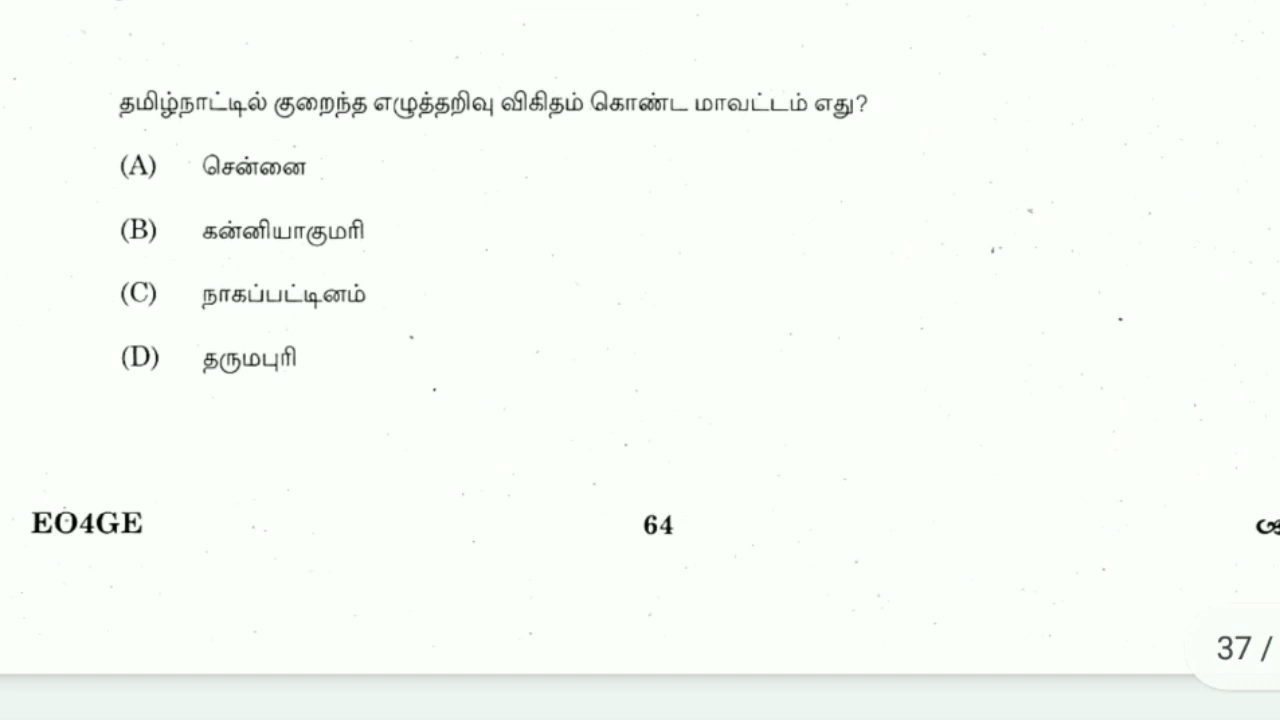 தமிழ்நாட்டில் குறைந்த எழுத்தறிவு விகிதம் கொண்ட மாவட்டம் எது?
(A) சென்னை
(B) கன்னியாகுமரி
(C) நாகப்பட்டினம்
(D) தருமபுரி
EO4GE 64
37 /